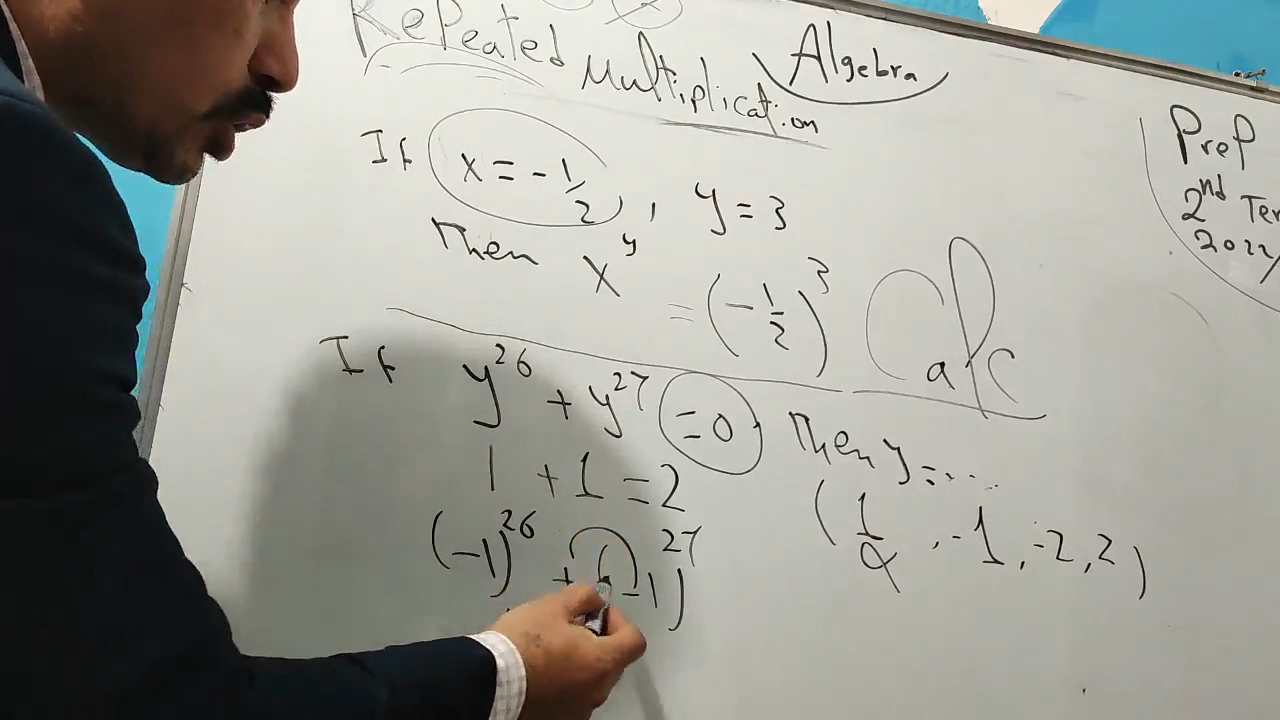 Repeated Multiplication
Algebra
If x = -1/2 , y = 3
Then x^y
= (-1/2)^3
Calc
If y^26 + y^27 = 0 Then y = ....
1 + 1 = 2
(-1)^26 + (-1)^27
(1, -1, -2, 2)
Prep
2nd Ter
2022/